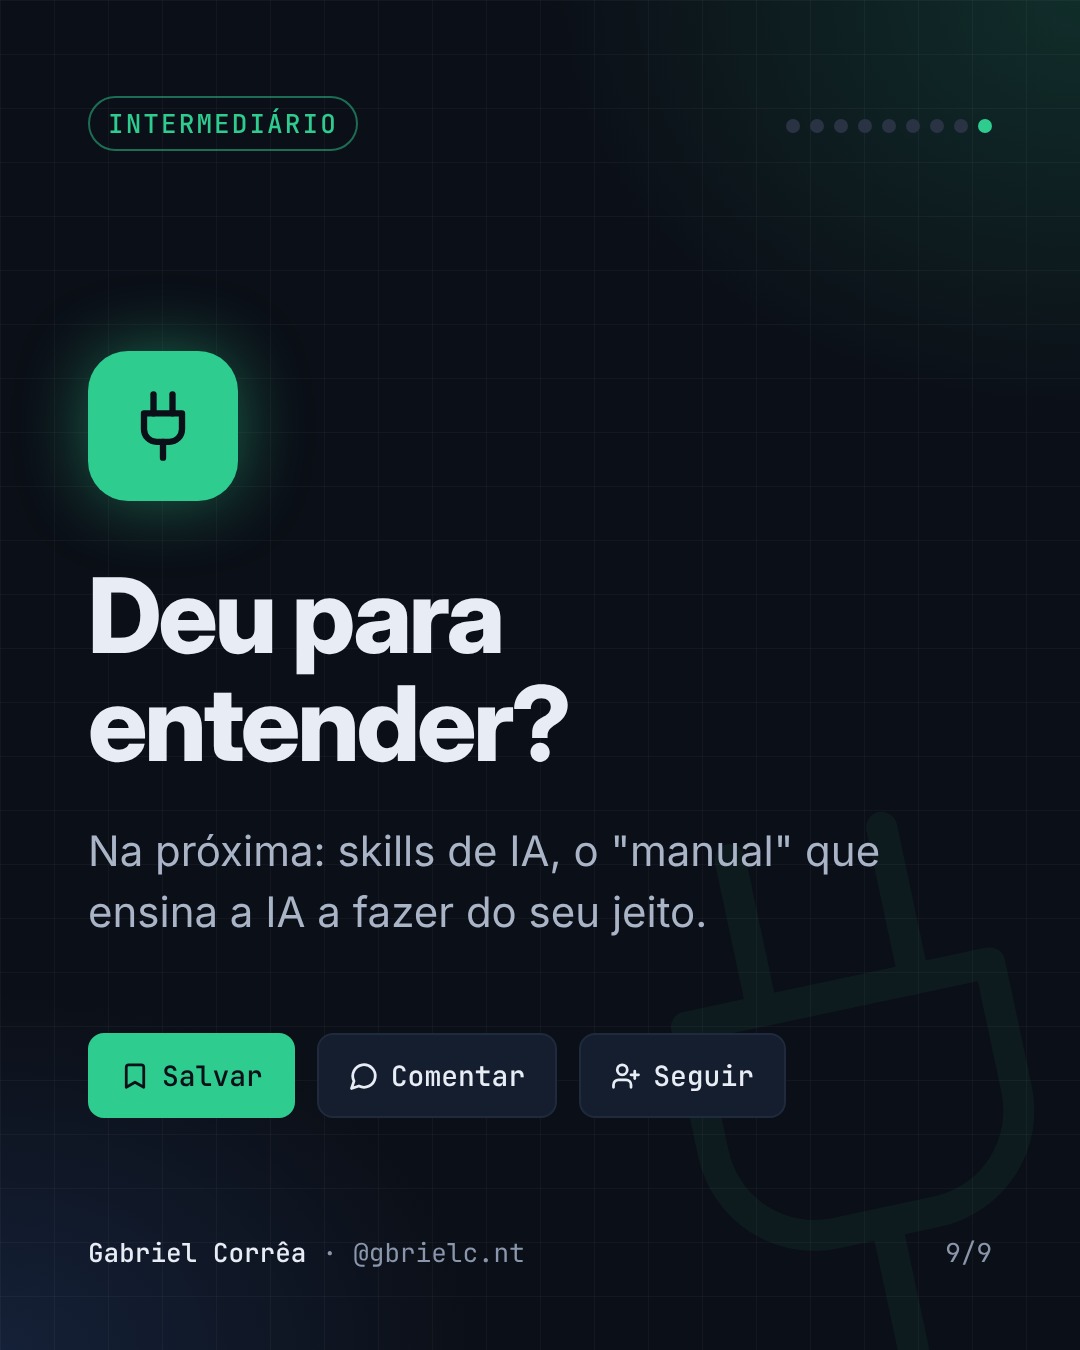 INTERMEDIÁRIO
Deu para
entender?
Na próxima: skills de IA, o "manual" que
ensina a IA a fazer do seu jeito.
Salvar
Comentar
Seguir
Gabriel Corrêa · @gbrielc.nt
9/9